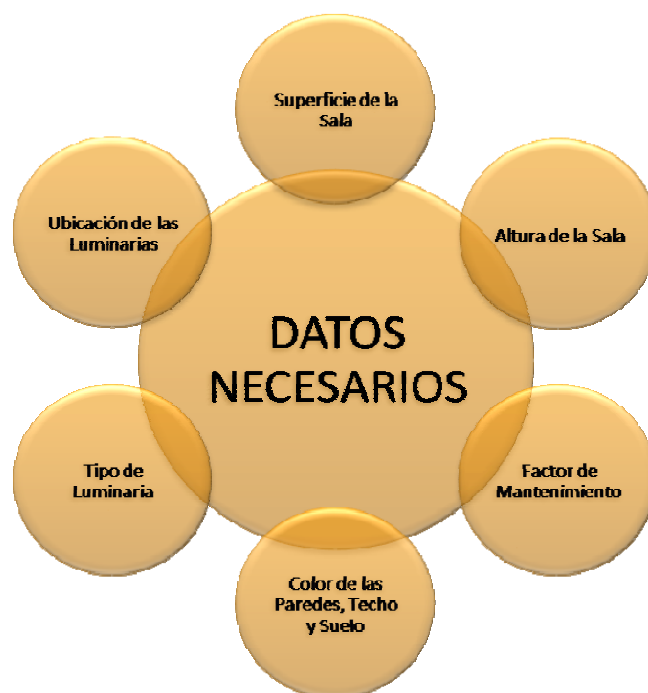 Superficie de la
Sala
Ubicación de las
Luminarias
Altura de la Sala
DATOS
NECESARIOS
Tipo de
Luminaria
Factor de
Mantenimiento
Color de las
Paredes, Techo
y Suelo